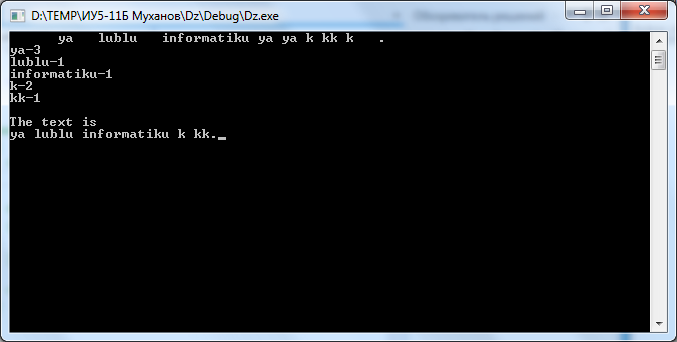 D:\TEMP\ИУ5-11Б Муханов\Dz\Debug\Dz.exe
      ya   lublu   informatiku ya ya k kk k   .
ya-3
lublu-1
informatiku-1
k-2
kk-1

The text is
ya lublu informatiku k kk.